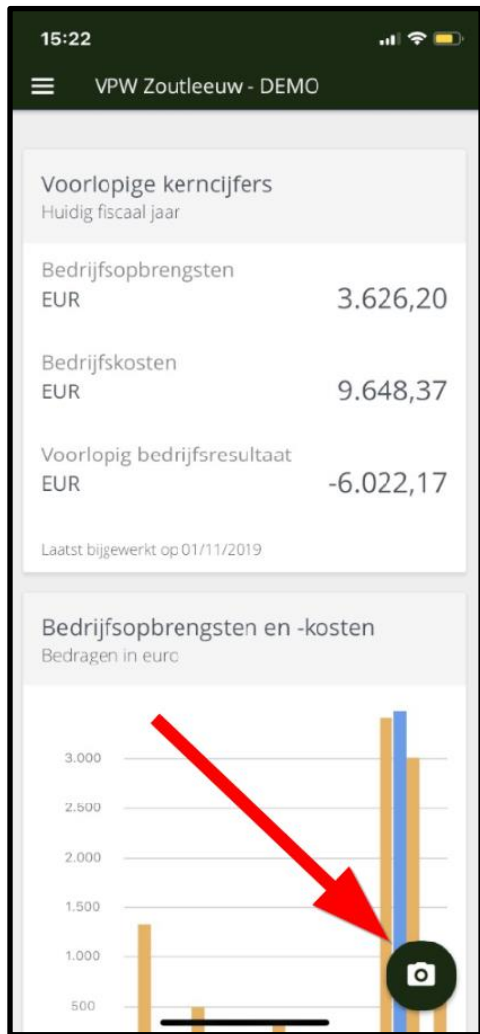 15:22
VPW Zoutleeuw - DEMO
Voorlopige kerncijfers
Huidig fiscaal jaar
Bedrijfsopbrengsten
EUR 3.626,20
Bedrijfskosten
EUR 9.648,37
Voorlopig bedrijfsresultaat
EUR -6.022,17
Laatst bijgewerkt op 01/11/2019
Bedrijfsopbrengsten en -kosten
Bedragen in euro
3.000
2.500
2.000
1.500
1.000
500